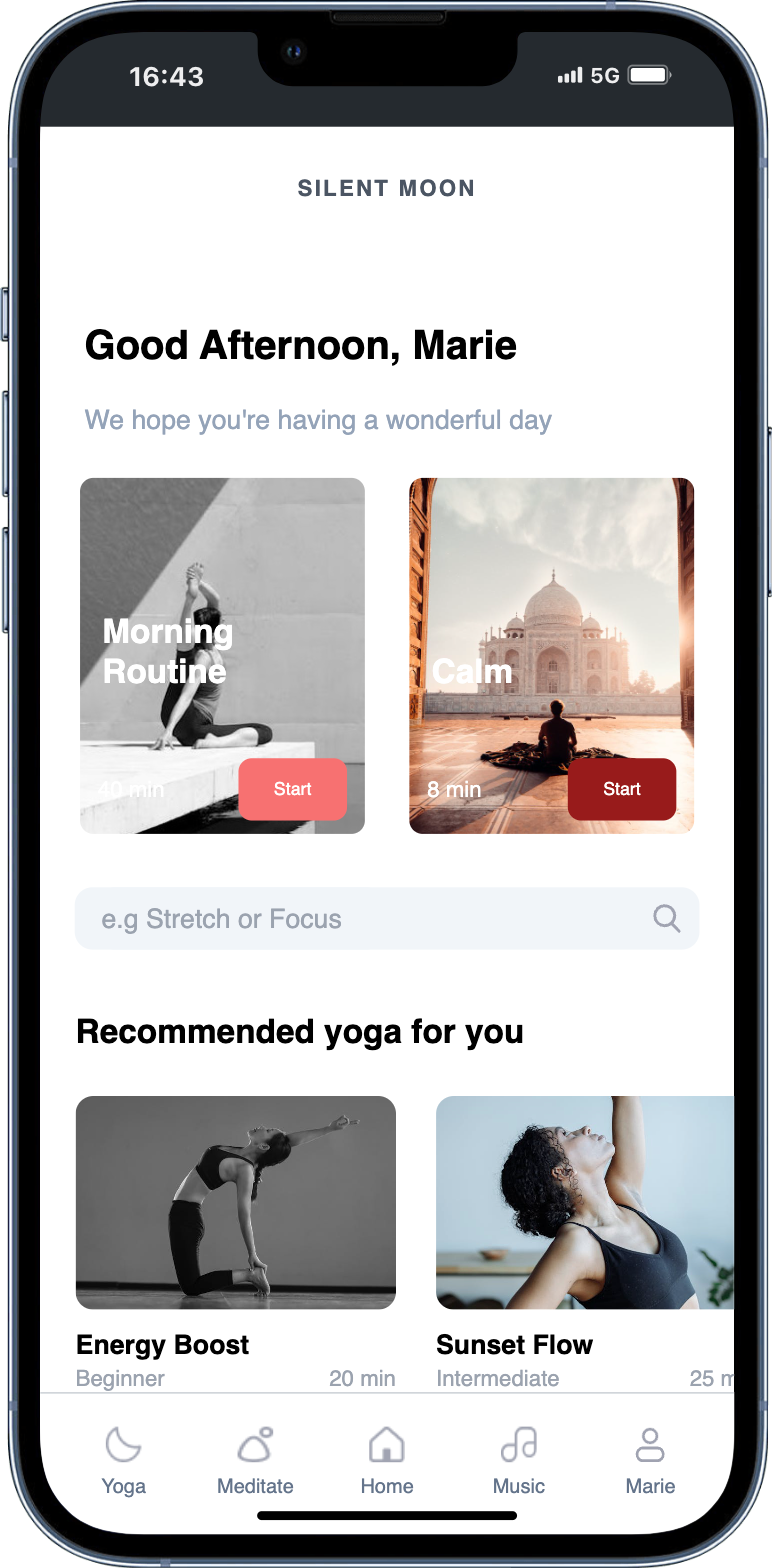 16:43
5G
SILENT MOON
Good Afternoon, Marie
We hope you're having a wonderful day
Morning
Routine
40 min
Start
Calm
8 min
Start
e.g Stretch or Focus
Recommended yoga for you
Energy Boost
Beginner
20 min
Sunset Flow
Intermediate
25 m
Yoga
Meditate
Home
Music
Marie